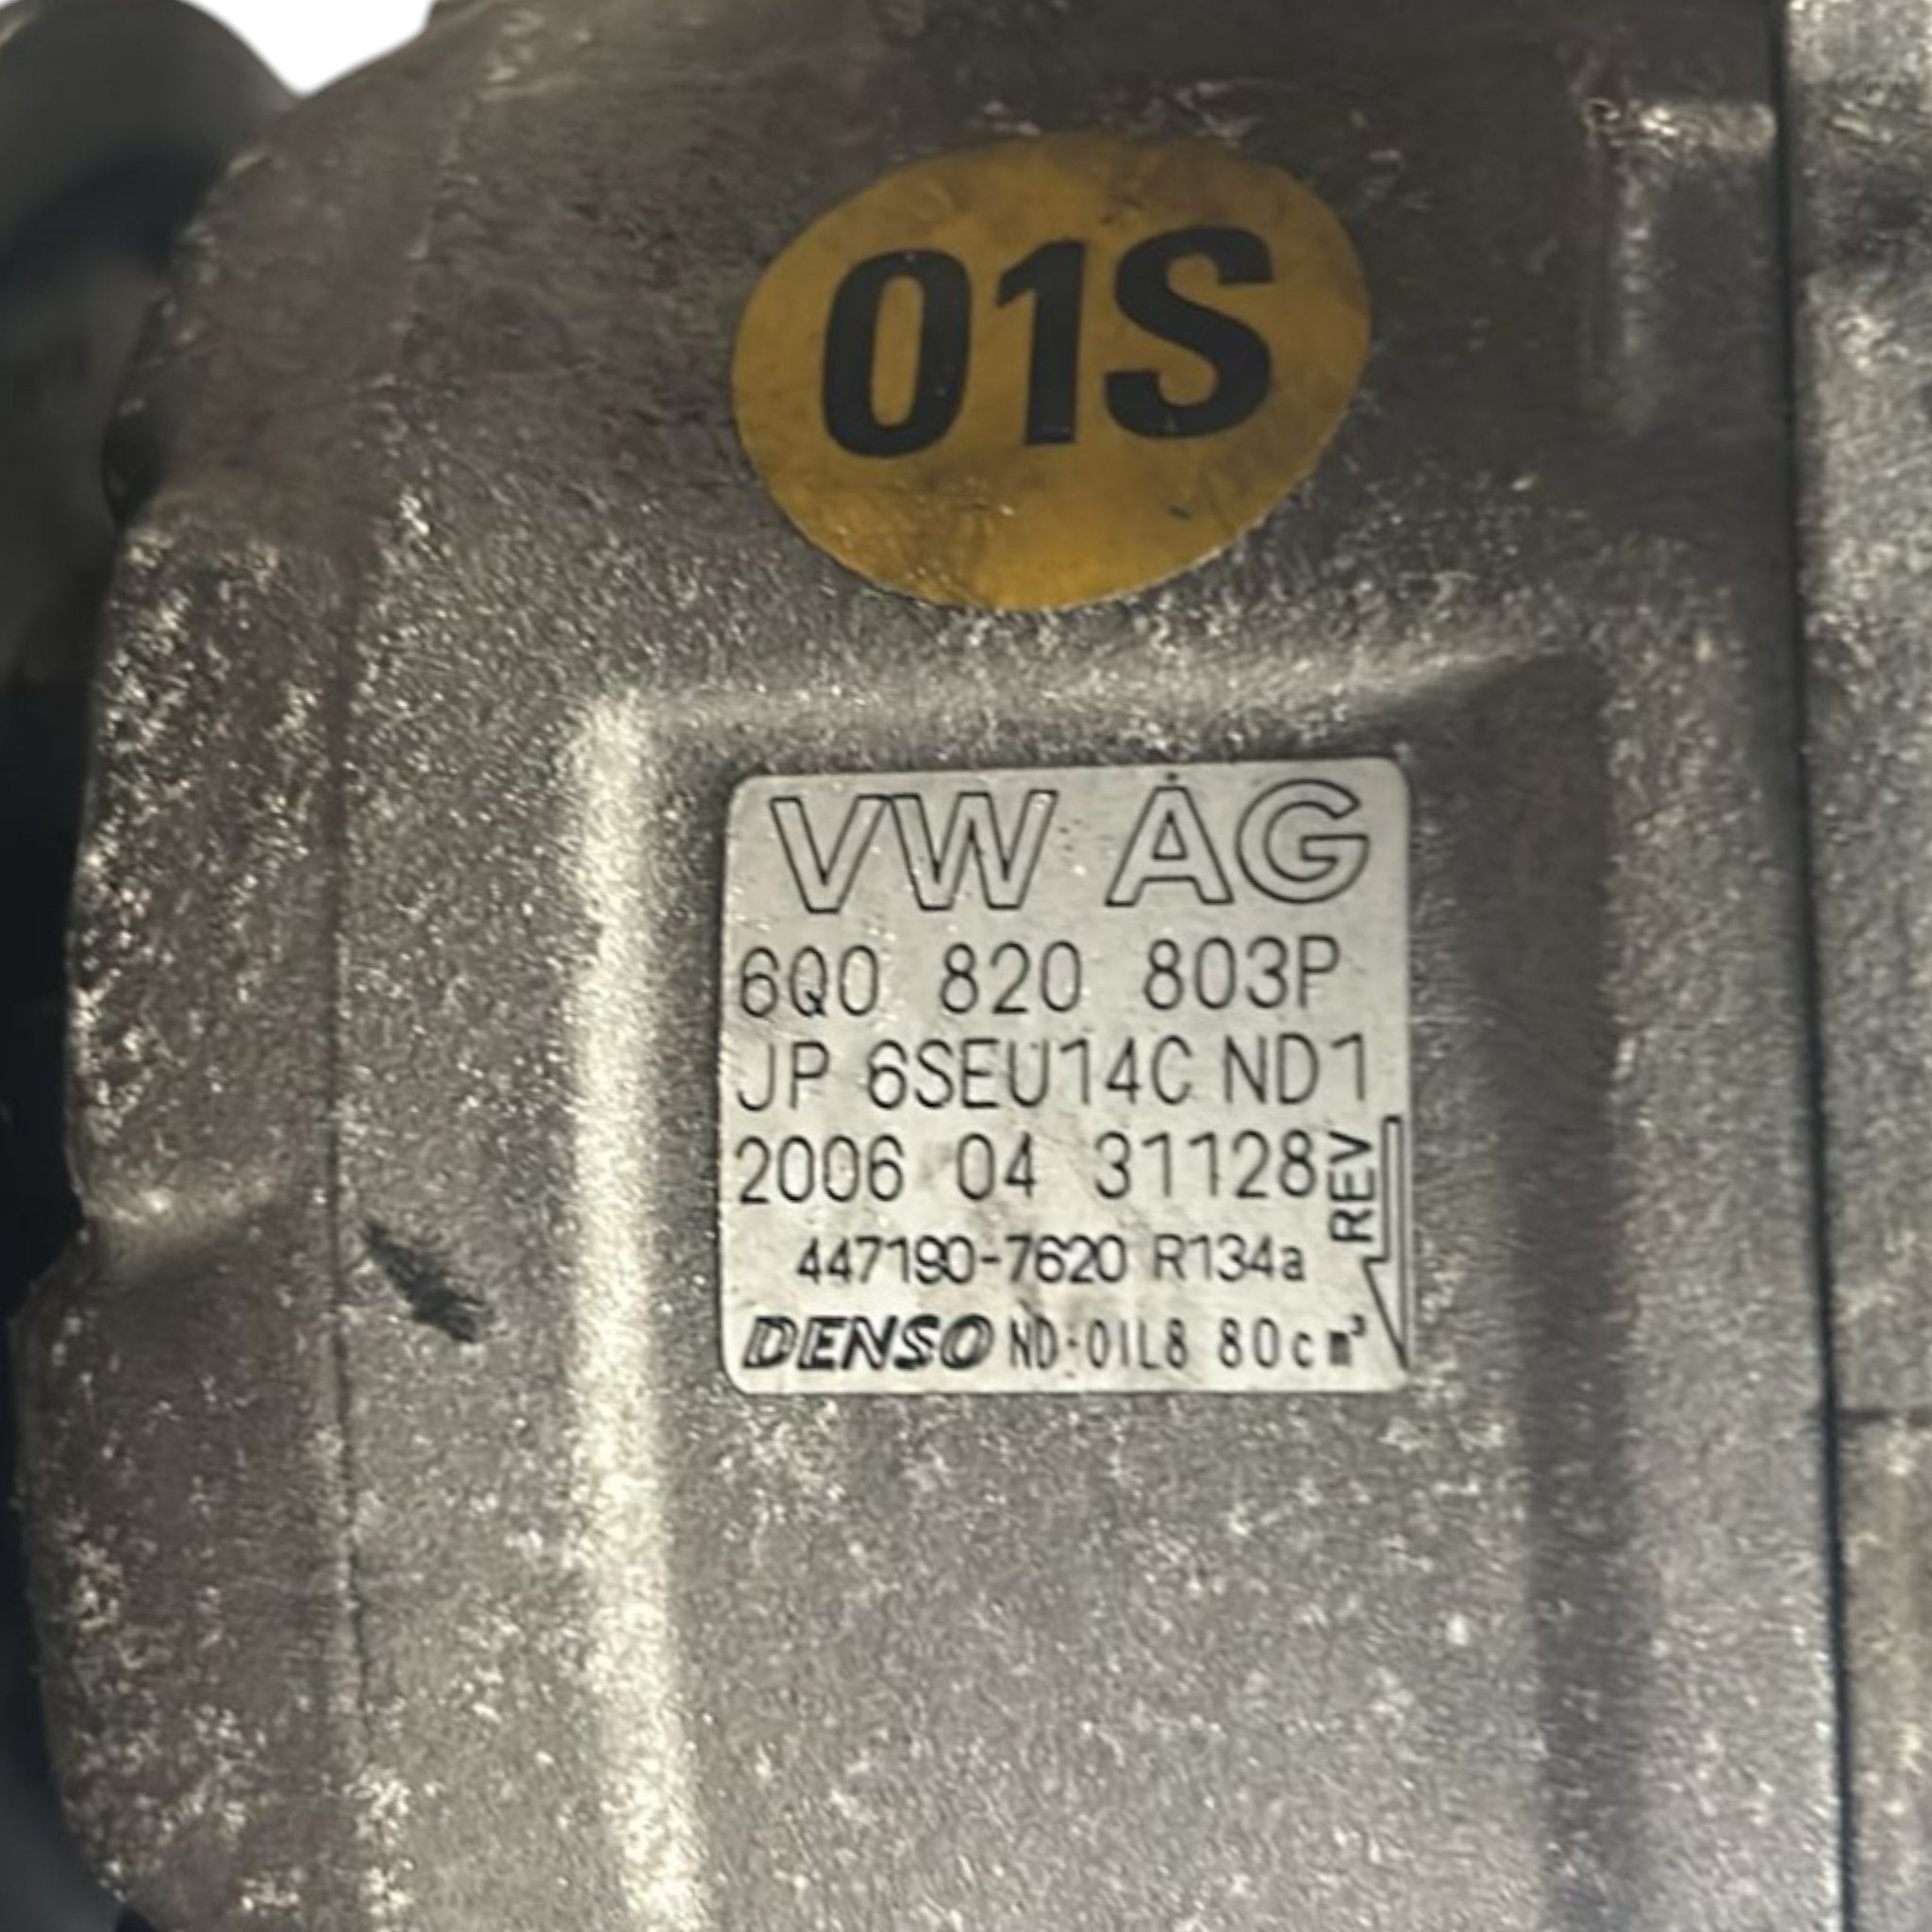 01S
VW AG
6Q0 820 803P
JP 6SEU14C ND1
2006 04 31128
REV
447190-7620 R134a
DENSO ND-OIL8 80cm³